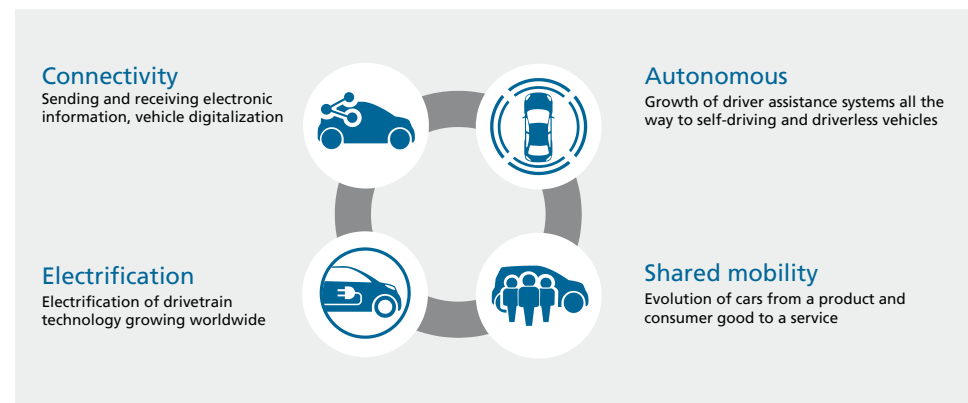 Connectivity
Sending and receiving electronic
information, vehicle digitalization
Autonomous
Growth of driver assistance systems all the
way to self-driving and driverless vehicles
Electrification
Electrification of drivetrain
technology growing worldwide
Shared mobility
Evolution of cars from a product and
consumer good to a service